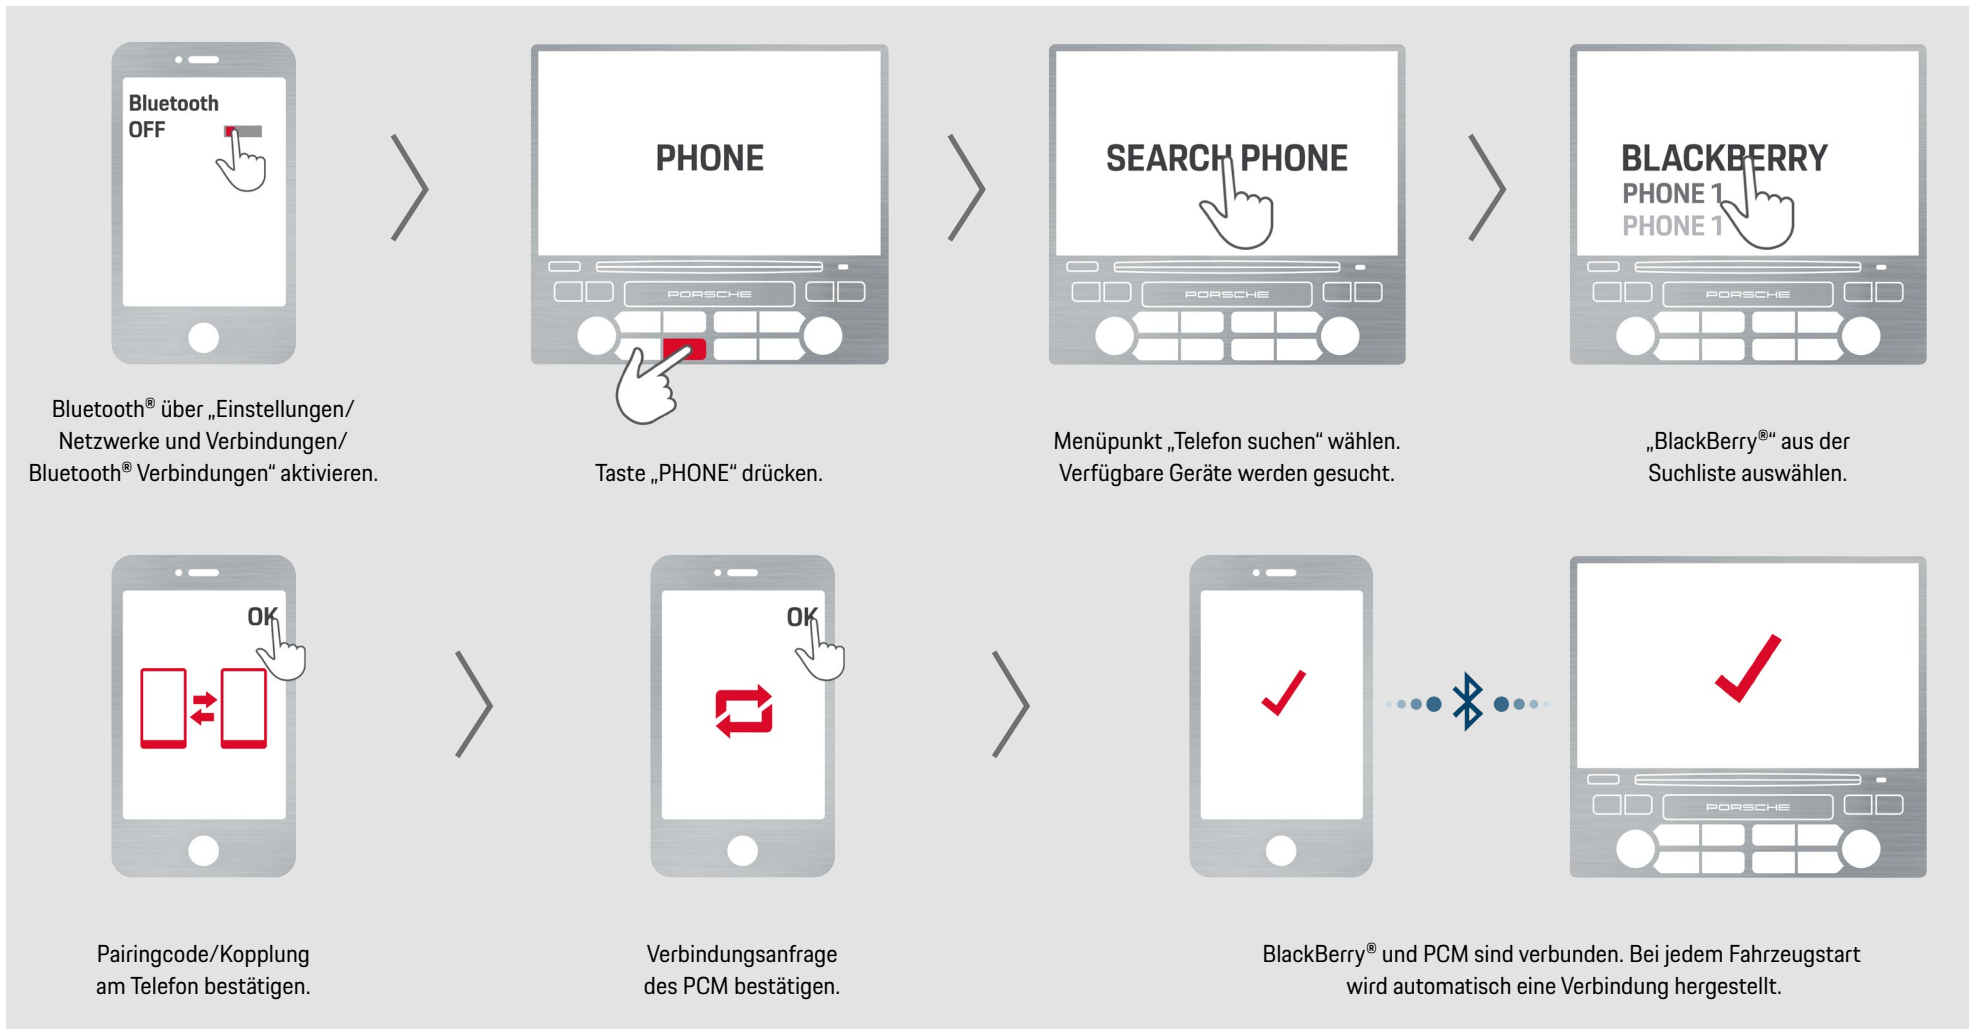 Bluetooth
OFF
PHONE
PORSCHE
SEARCH PHONE
PORSCHE
BLACKBERRY
PHONE 1
PHONE 1
PORSCHE
Bluetooth® über „Einstellungen/
Netzwerke und Verbindungen/
Bluetooth® Verbindungen“ aktivieren.
Taste „PHONE“ drücken.
Menüpunkt „Telefon suchen“ wählen.
Verfügbare Geräte werden gesucht.
„BlackBerry®“ aus der
Suchliste auswählen.
OK
OK
PORSCHE
Pairingcode/Kopplung
am Telefon bestätigen.
Verbindungsanfrage
des PCM bestätigen.
BlackBerry® und PCM sind verbunden. Bei jedem Fahrzeugstart
wird automatisch eine Verbindung hergestellt.